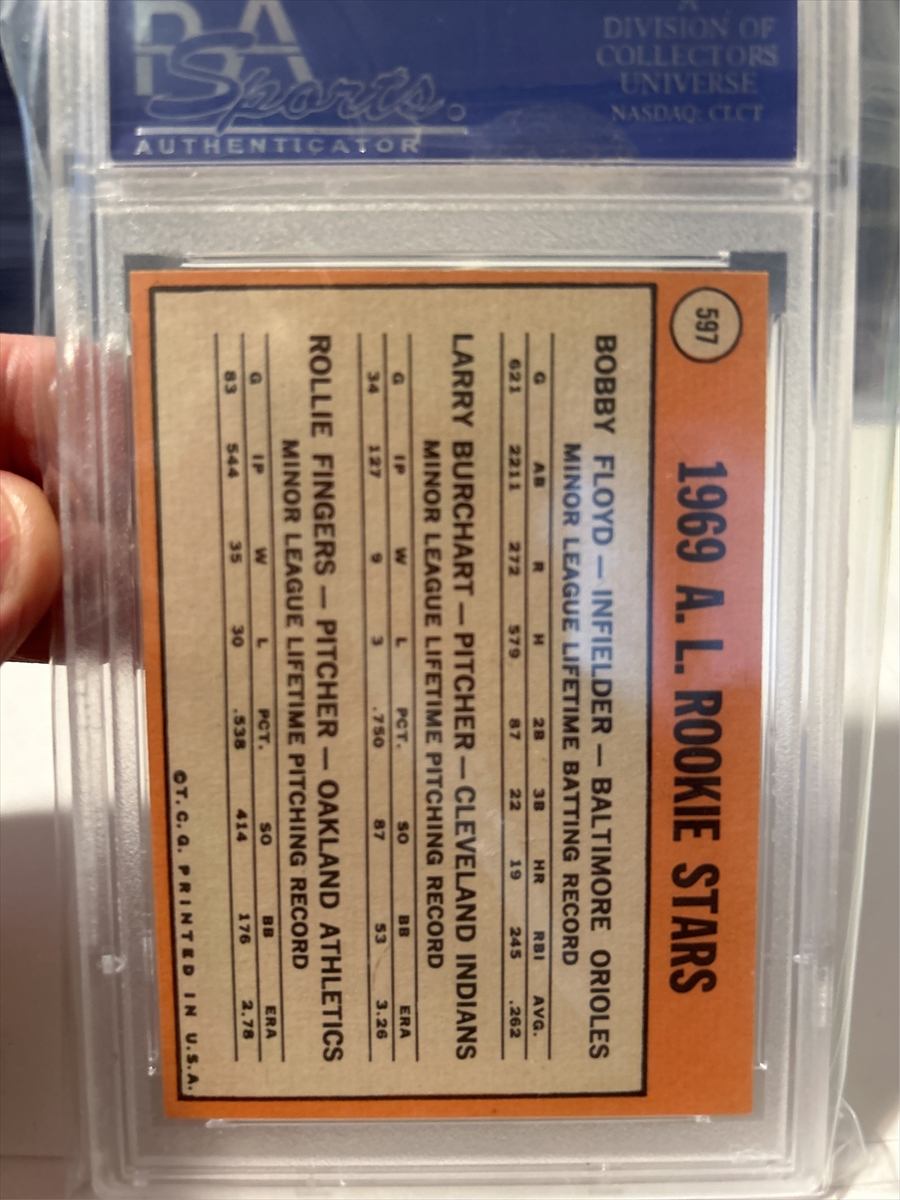 PSA
Sports.
AUTHENTICATOR
A
DIVISION OF
COLLECTORS
UNIVERSE
NASDAQ: CLCT
597
1969 A. L. ROOKIE STARS
BOBBY FLOYD — INFIELDER — BALTIMORE ORIOLES
MINOR LEAGUE LIFETIME BATTING RECORD
G AB R H 2B 3B HR RBI AVG.
621 2211 272 579 87 22 19 245 .262
LARRY BURCHART — PITCHER — CLEVELAND INDIANS
MINOR LEAGUE LIFETIME PITCHING RECORD
G IP W L PCT. SO BB ERA
34 127 9 3 .750 87 53 3.26
ROLLIE FINGERS — PITCHER — OAKLAND ATHLETICS
MINOR LEAGUE LIFETIME PITCHING RECORD
G IP W L PCT. SO BB ERA
83 544 35 30 .538 414 176 2.78
©T. C. G. PRINTED IN U.S.A.